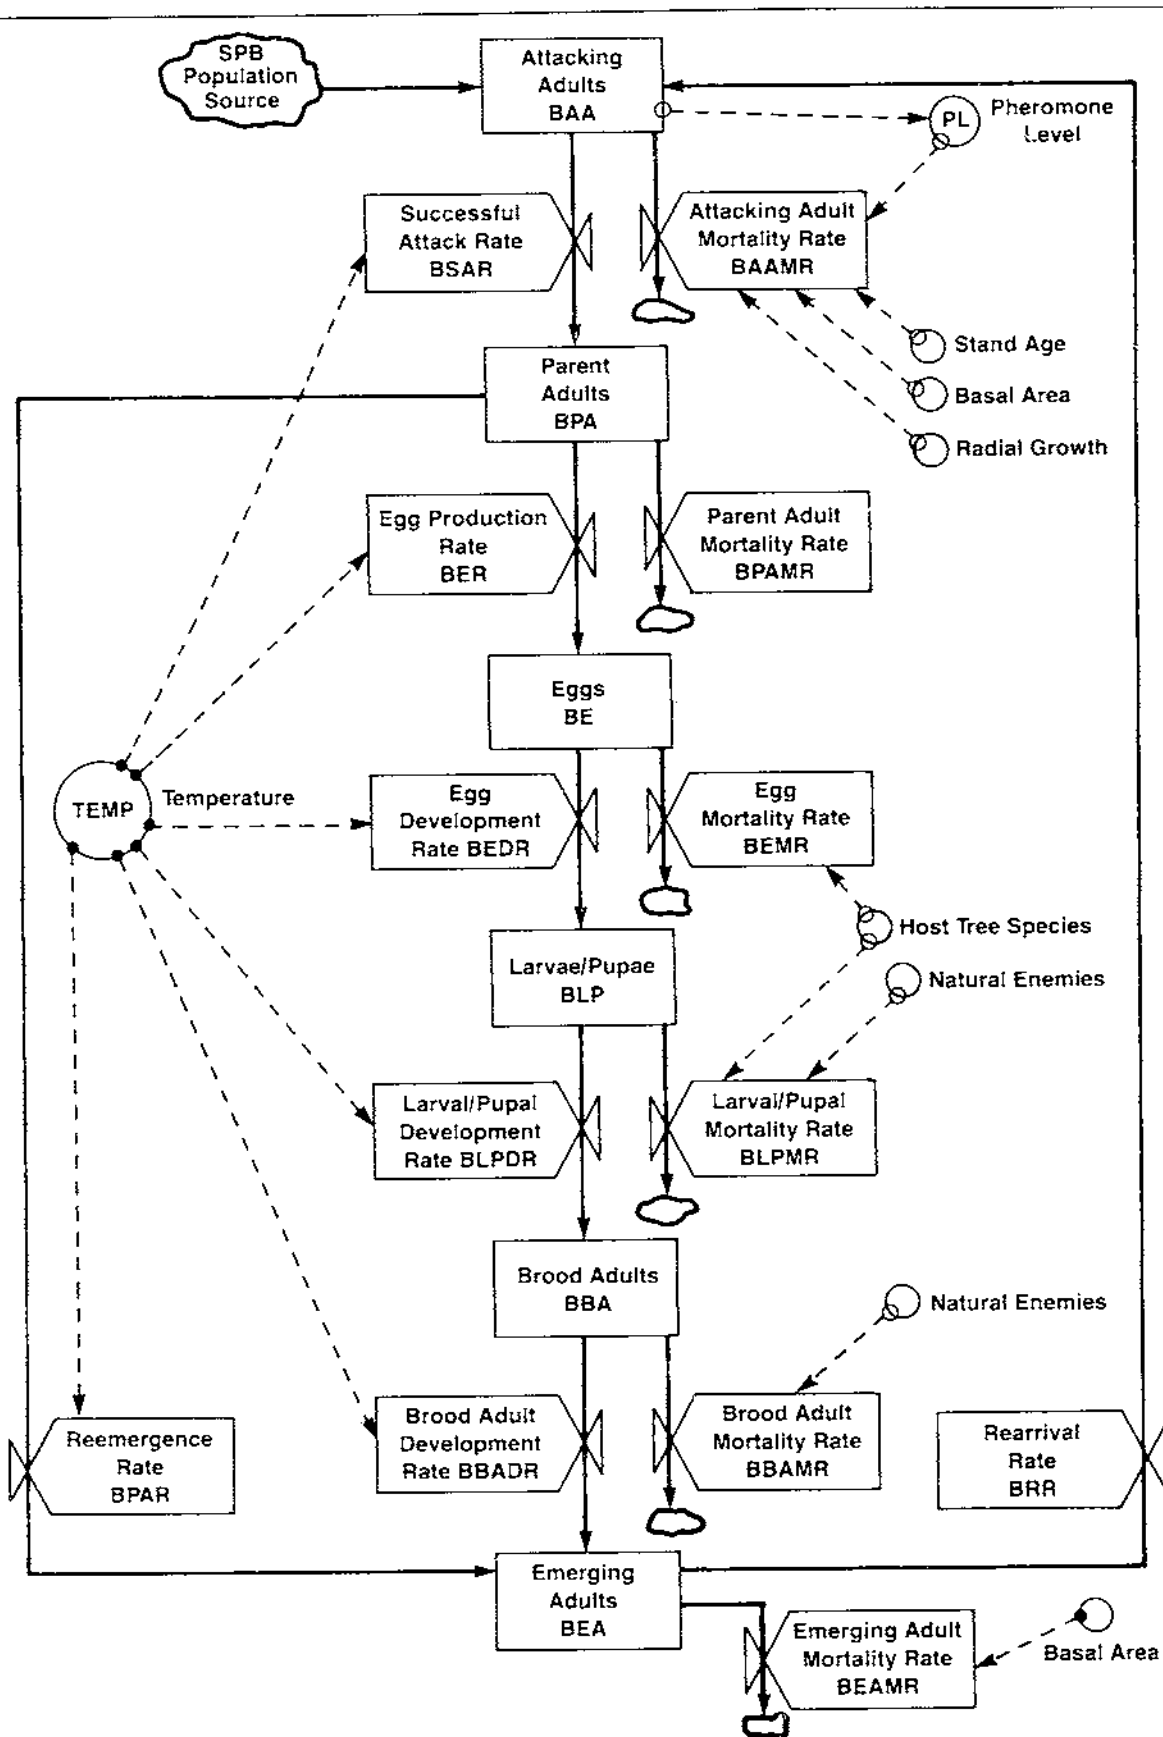 SPB
Population
Source
Attacking
Adults
BAA
PL
Pheromone
Level
Successful
Attack Rate
BSAR
Attacking Adult
Mortality Rate
BAAMR
Stand Age
Basal Area
Radial Growth
Parent
Adults
BPA
Egg Production
Rate
BER
Parent Adult
Mortality Rate
BPAMR
Eggs
BE
TEMP
Temperature
Egg
Development
Rate BEDR
Egg
Mortality Rate
BEMR
Host Tree Species
Natural Enemies
Larvae/Pupae
BLP
Larval/Pupal
Development
Rate BLPDR
Larval/Pupal
Mortality Rate
BLPMR
Brood Adults
BBA
Natural Enemies
Reemergence
Rate
BPAR
Brood Adult
Development
Rate BBADR
Brood Adult
Mortality Rate
BBAMR
Rearrival
Rate
BRR
Emerging
Adults
BEA
Emerging Adult
Mortality Rate
BEAMR
Basal Area